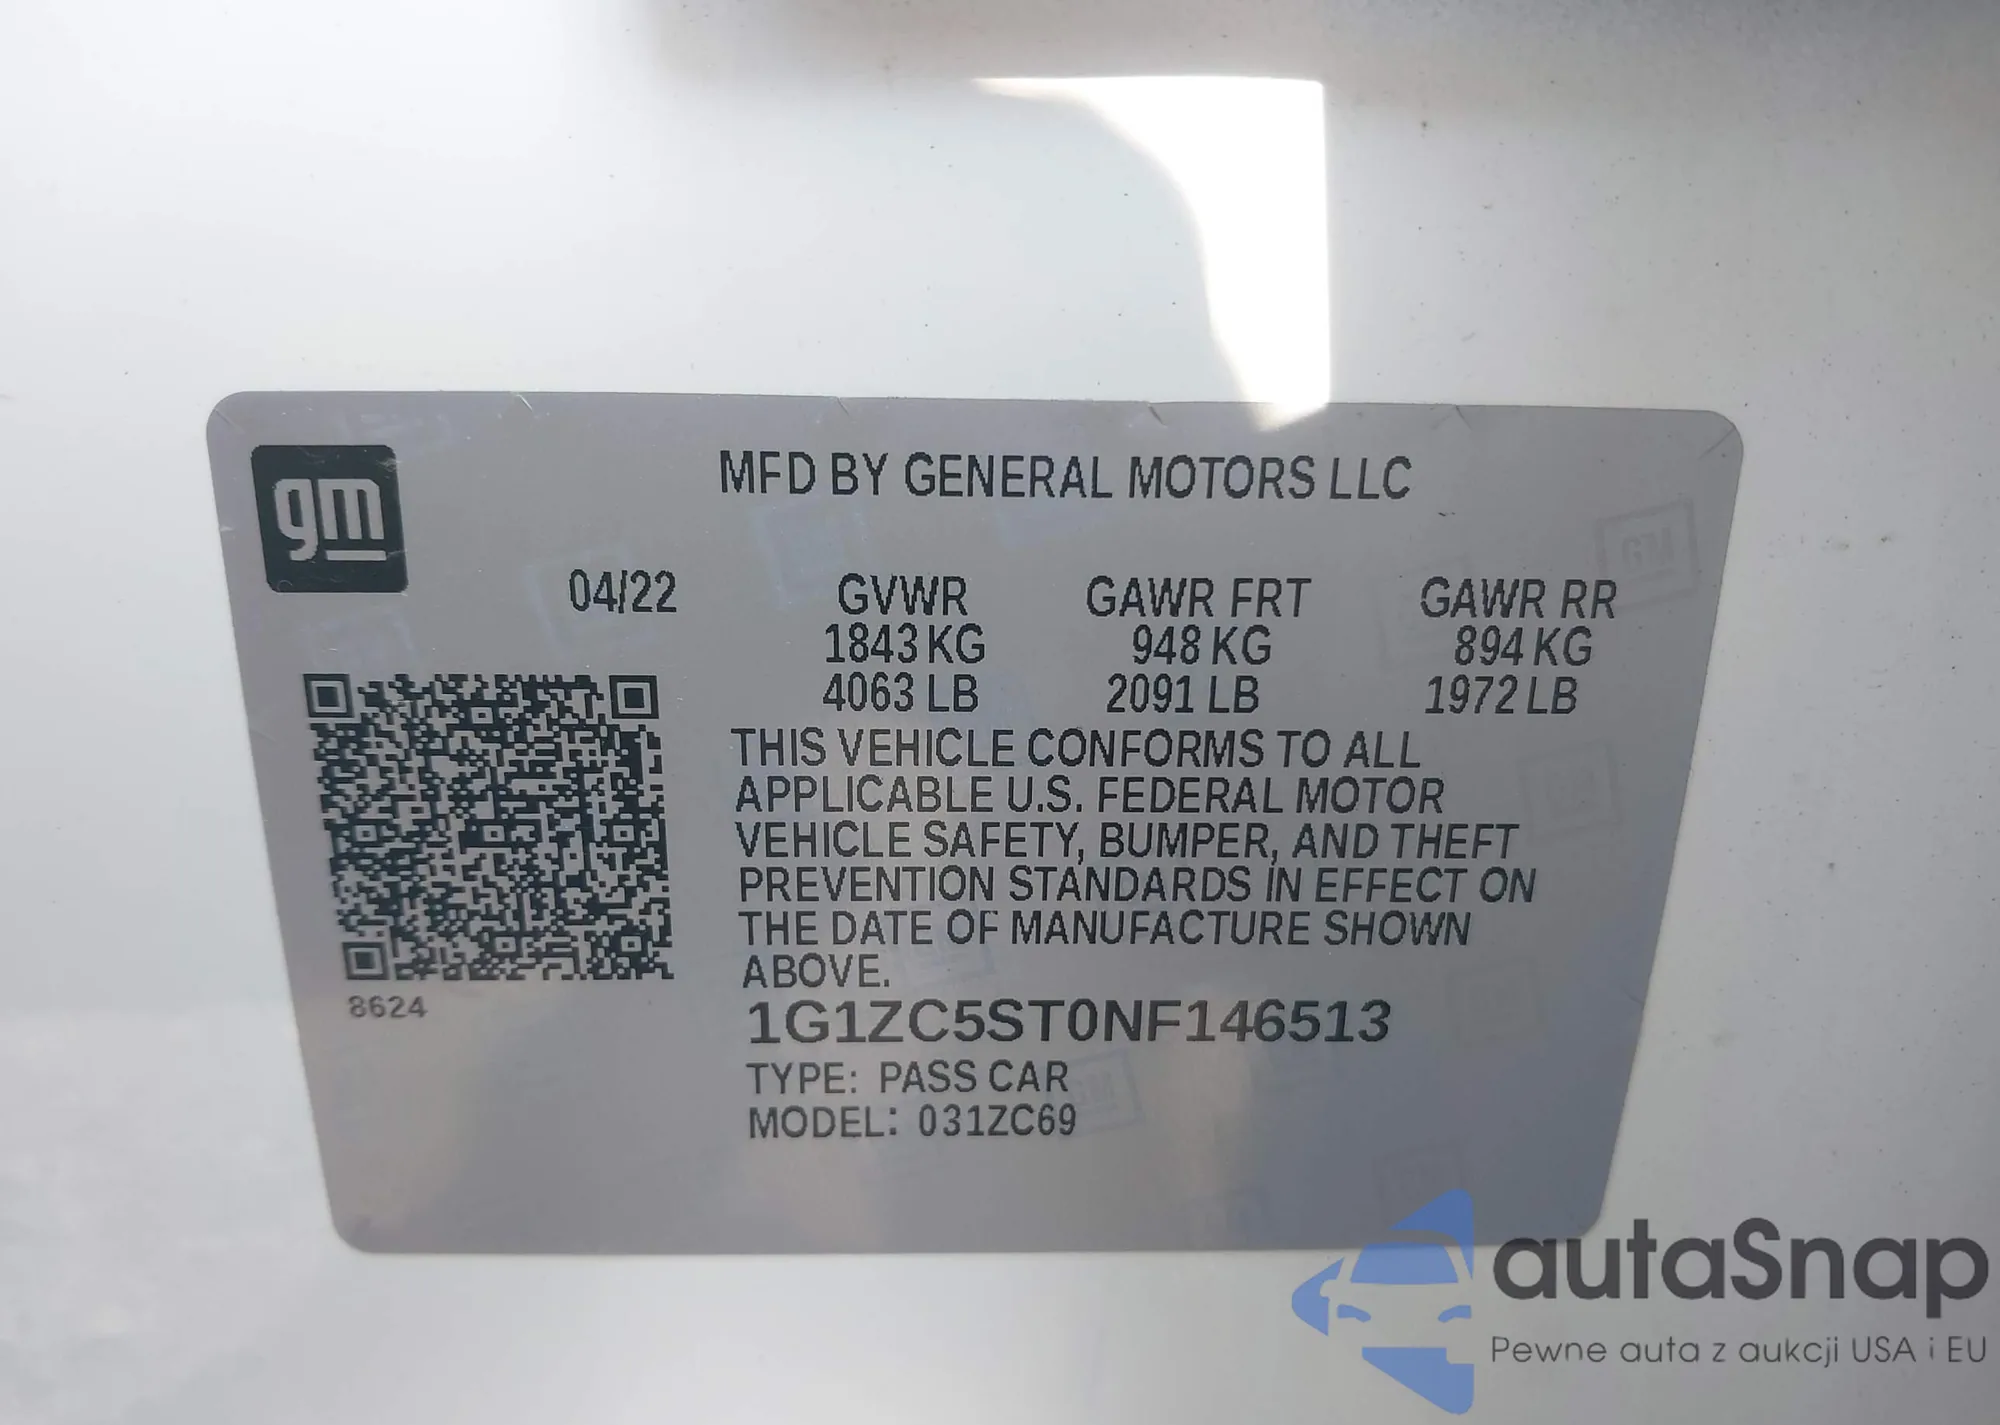 gm
MFD BY GENERAL MOTORS LLC
04/22 GVWR GAWR FRT GAWR RR
1843 KG 948 KG 894 KG
4063 LB 2091 LB 1972 LB
THIS VEHICLE CONFORMS TO ALL
APPLICABLE U.S. FEDERAL MOTOR
VEHICLE SAFETY, BUMPER, AND THEFT
PREVENTION STANDARDS IN EFFECT ON
THE DATE OF MANUFACTURE SHOWN
ABOVE.
8624
1G1ZC5ST0NF146513
TYPE: PASS CAR
MODEL: 031ZC69
autaSnap
Pewne auta z aukcji USA i EU